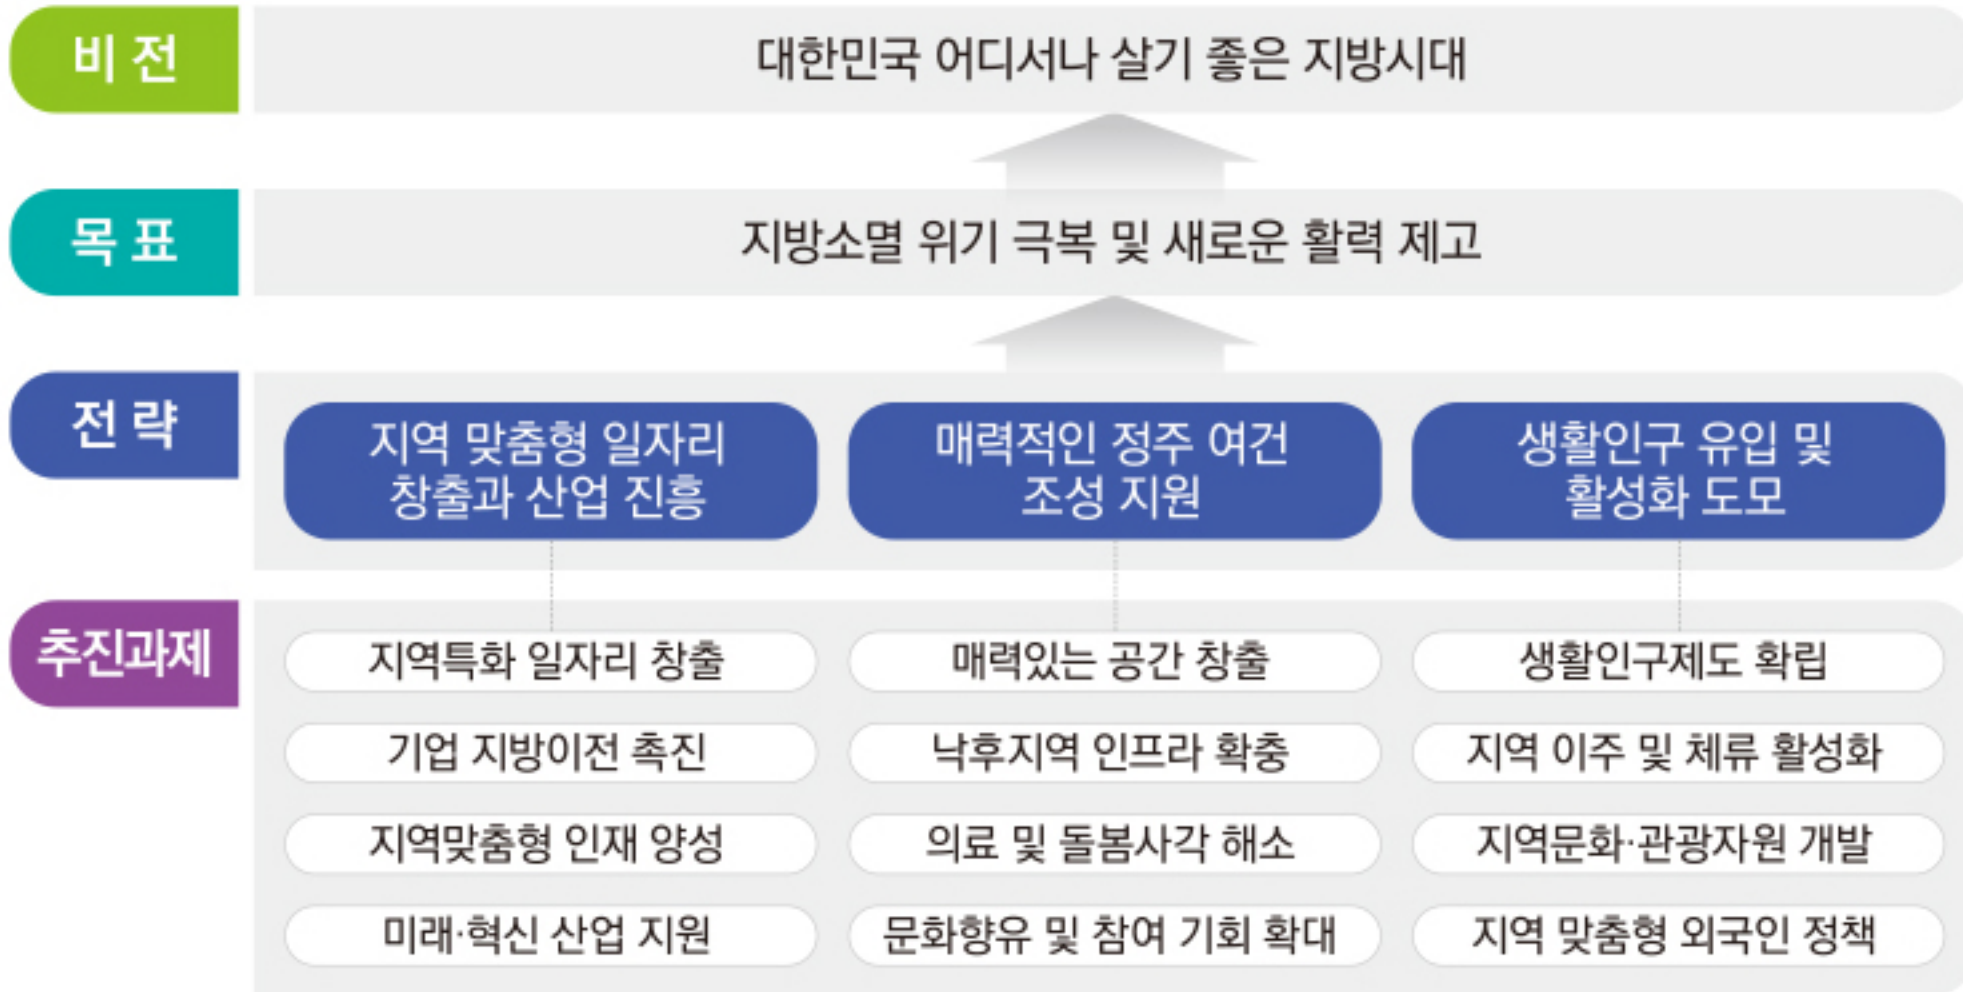 비 전
대한민국 어디서나 살기 좋은 지방시대
목 표
지방소멸 위기 극복 및 새로운 활력 제고
전 략
지역 맞춤형 일자리
창출과 산업 진흥
매력적인 정주 여건
조성 지원
생활인구 유입 및
활성화 도모
추진과제
지역특화 일자리 창출
기업 지방이전 촉진
지역맞춤형 인재 양성
미래·혁신 산업 지원
매력있는 공간 창출
낙후지역 인프라 확충
의료 및 돌봄사각 해소
문화향유 및 참여 기회 확대
생활인구제도 확립
지역 이주 및 체류 활성화
지역문화·관광자원 개발
지역 맞춤형 외국인 정책